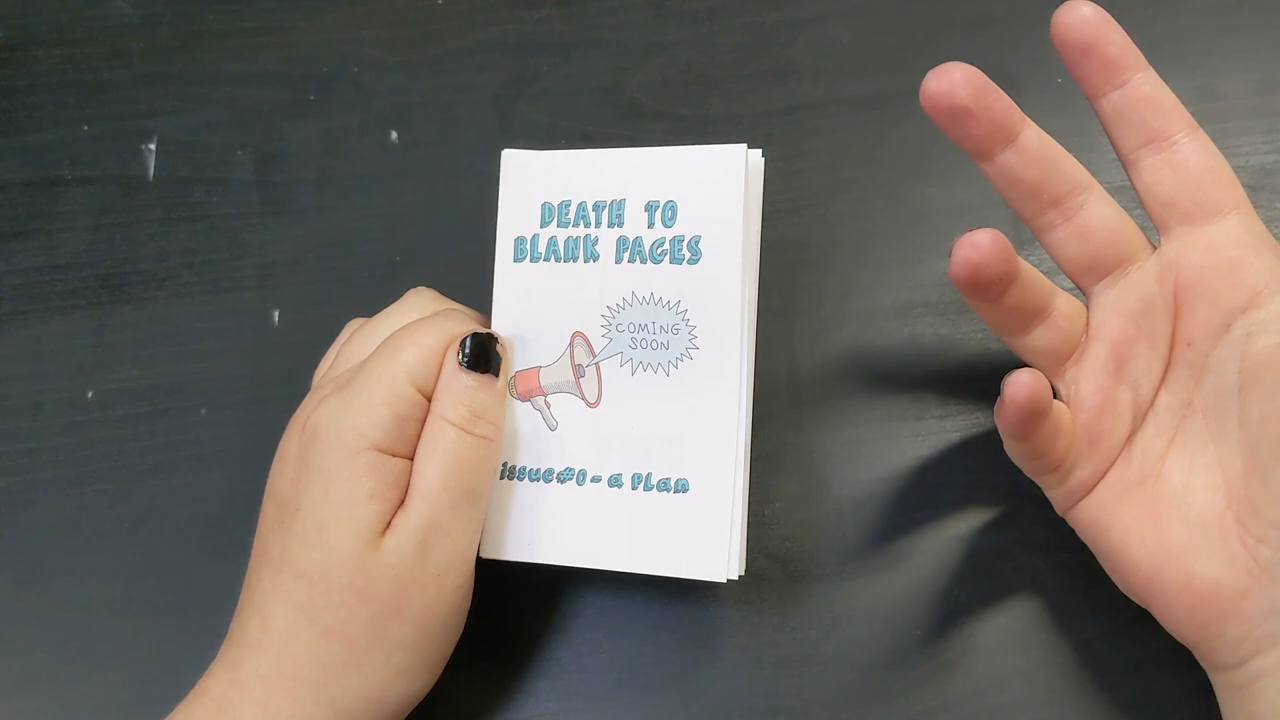 DEATH TO
BLANK PAGES
COMING
SOON
issue#0-a PLan